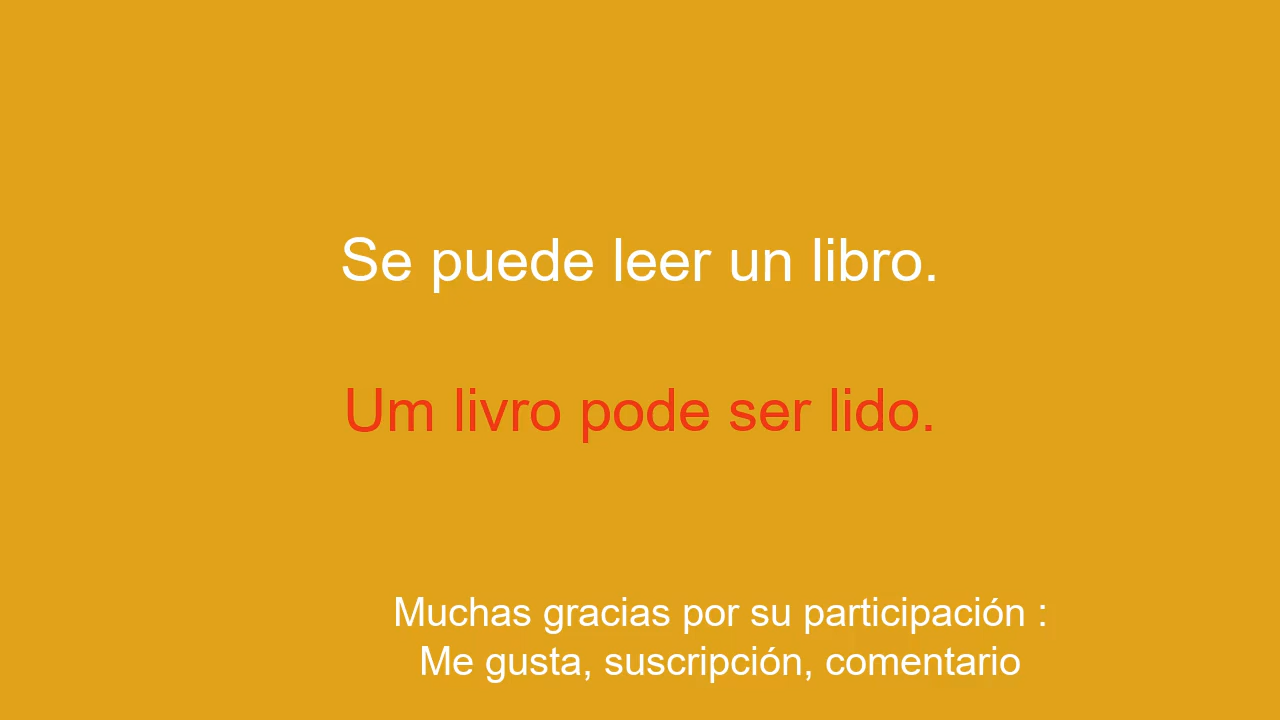 Se puede leer un libro.
Um livro pode ser lido.
Muchas gracias por su participación :
Me gusta, suscripción, comentario